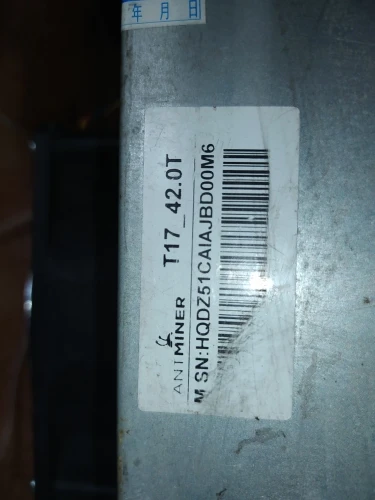 年 月 日
ANTMINER T17_42.0T
M SN:HQDZ51CAIAJBD00M6